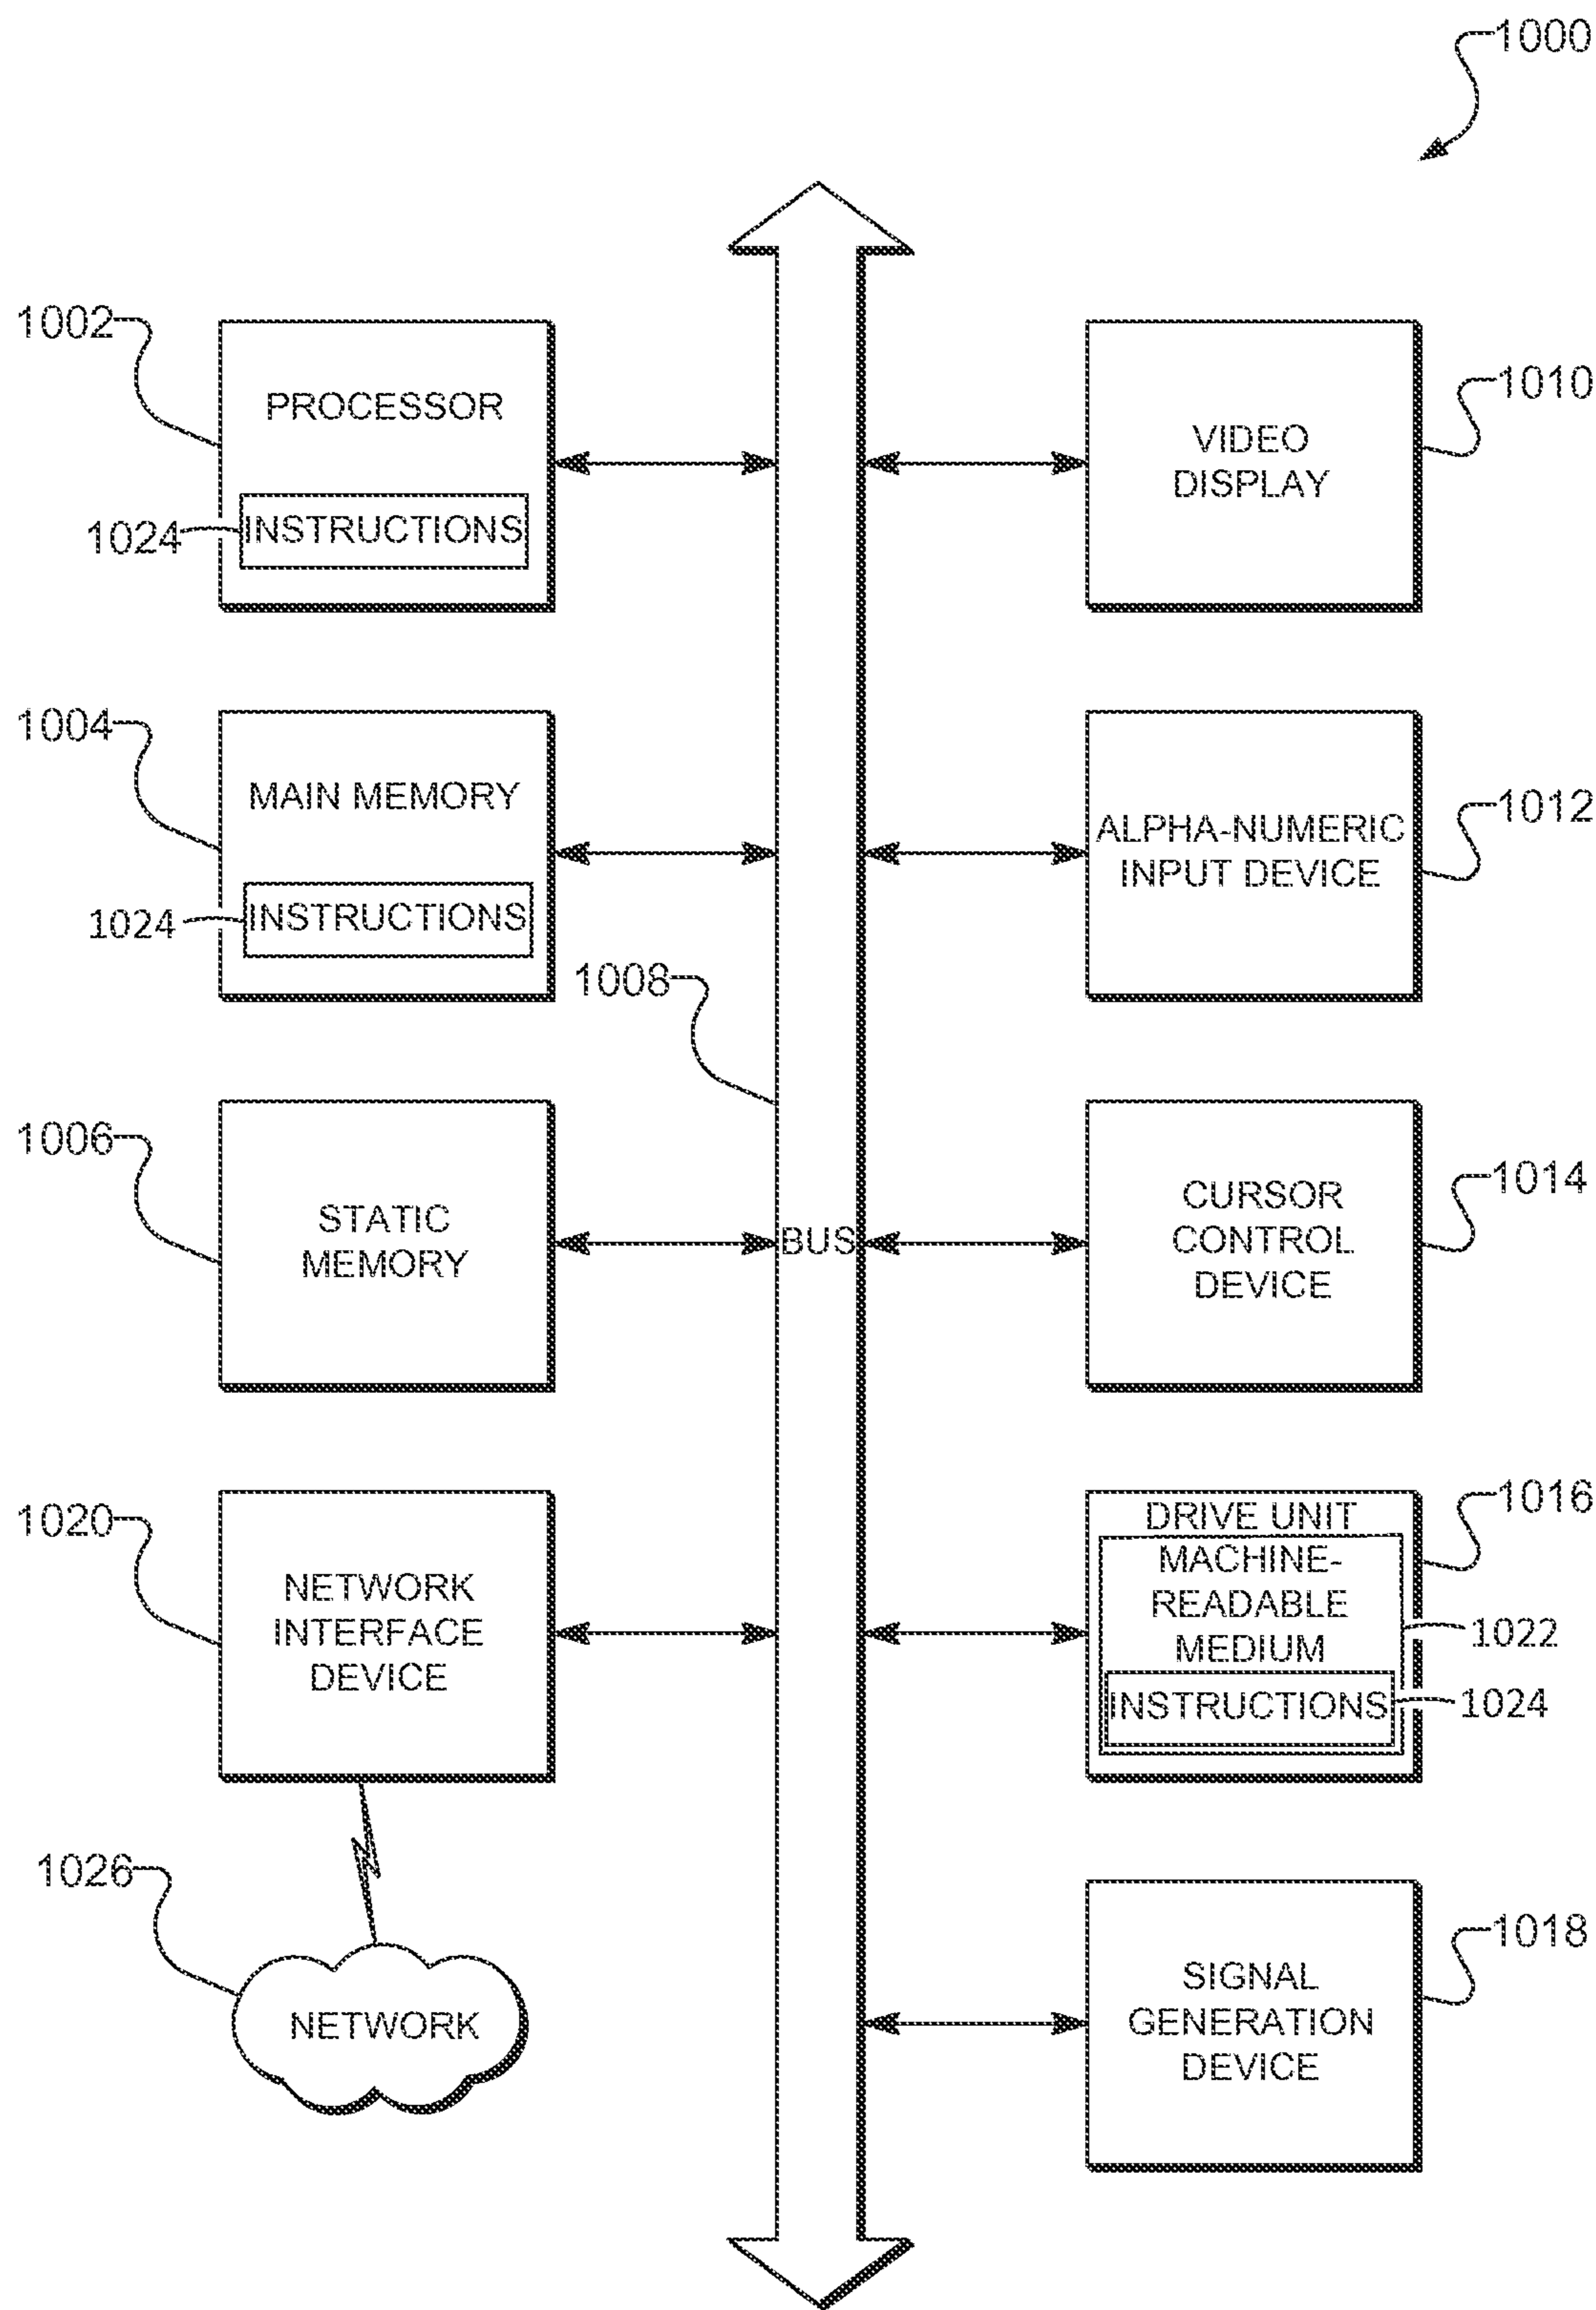 1000
1002
PROCESSOR
1024
INSTRUCTIONS
1010
VIDEO
DISPLAY
1004
MAIN MEMORY
1024
INSTRUCTIONS
1012
ALPHA-NUMERIC
INPUT DEVICE
1008
BUS
1006
STATIC
MEMORY
1014
CURSOR
CONTROL
DEVICE
1020
NETWORK
INTERFACE
DEVICE
1016
DRIVE UNIT
MACHINE-
READABLE
MEDIUM
1022
INSTRUCTIONS
1024
1026
NETWORK
1018
SIGNAL
GENERATION
DEVICE